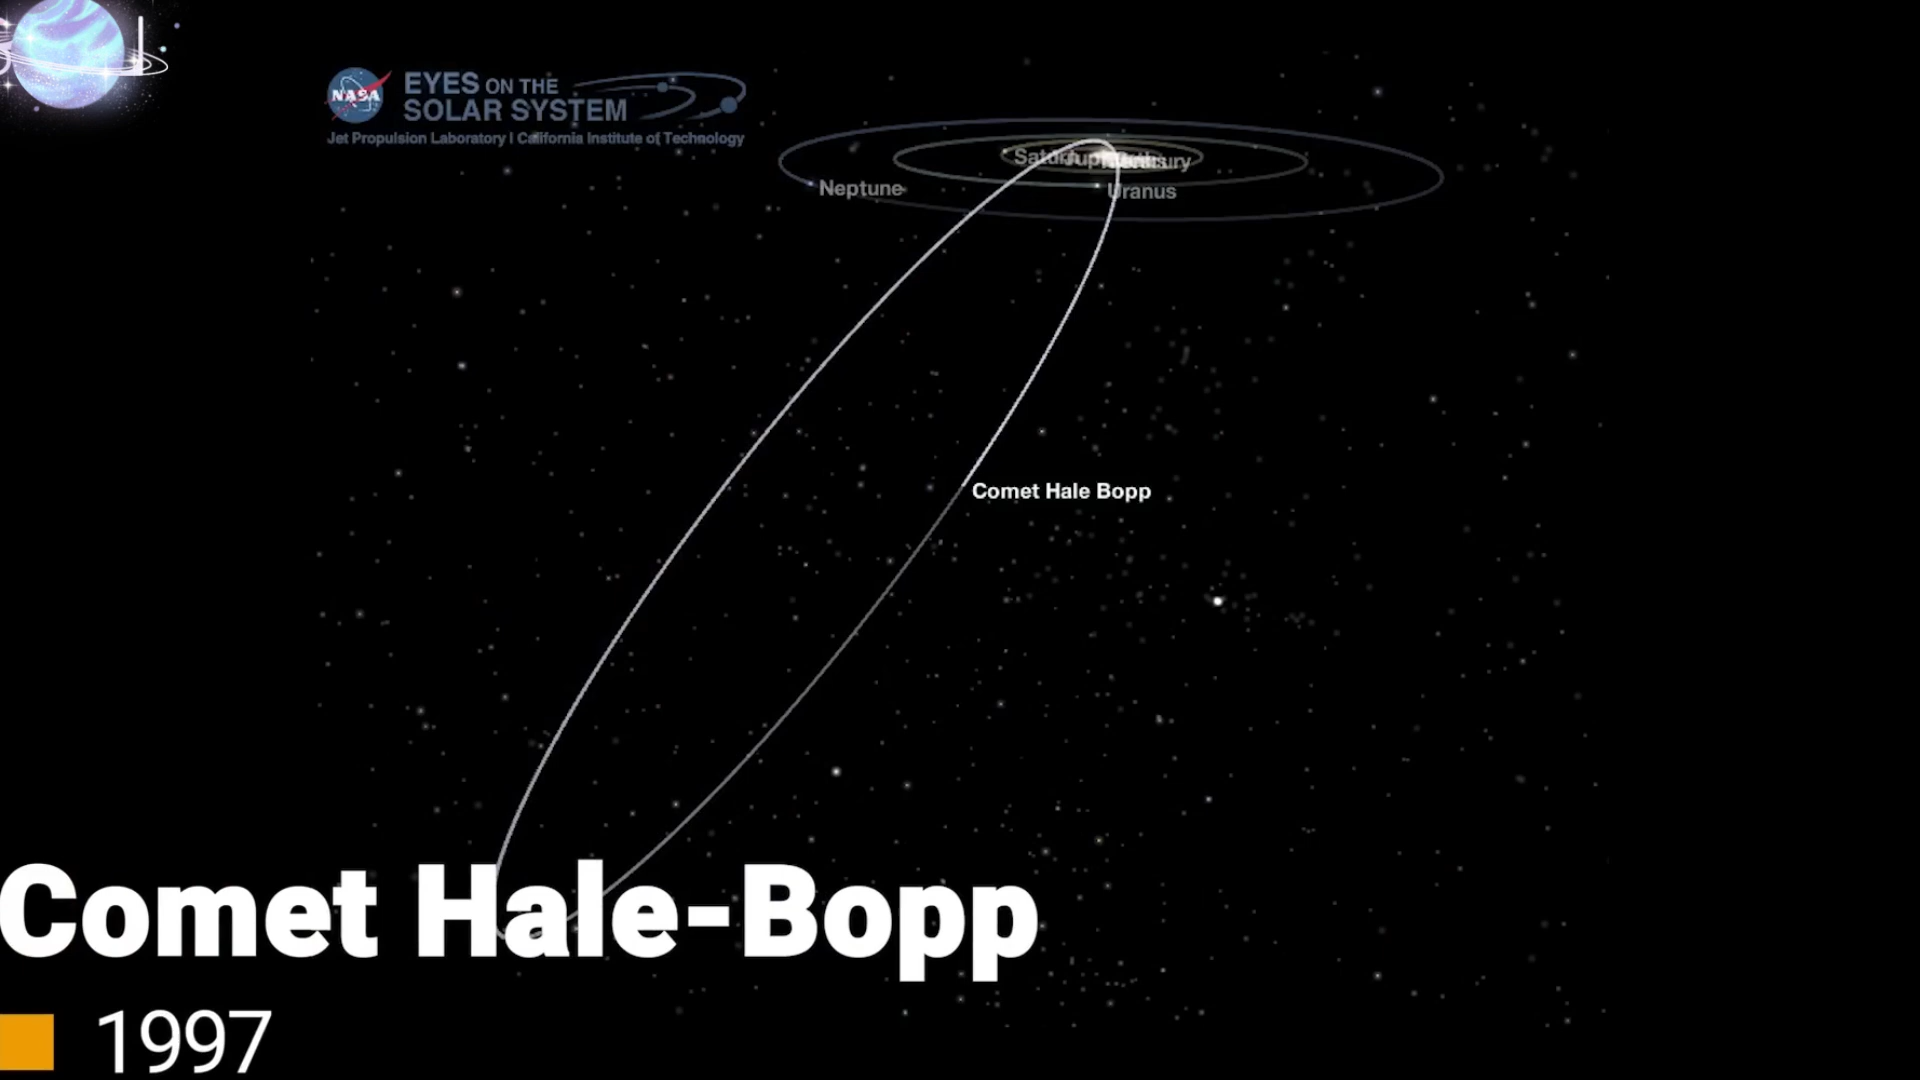 NASA
EYES ON THE
SOLAR SYSTEM
Jet Propulsion Laboratory | California Institute of Technology
Saturn
Neptune
Uranus
Comet Hale Bopp
Comet Hale-Bopp
1997